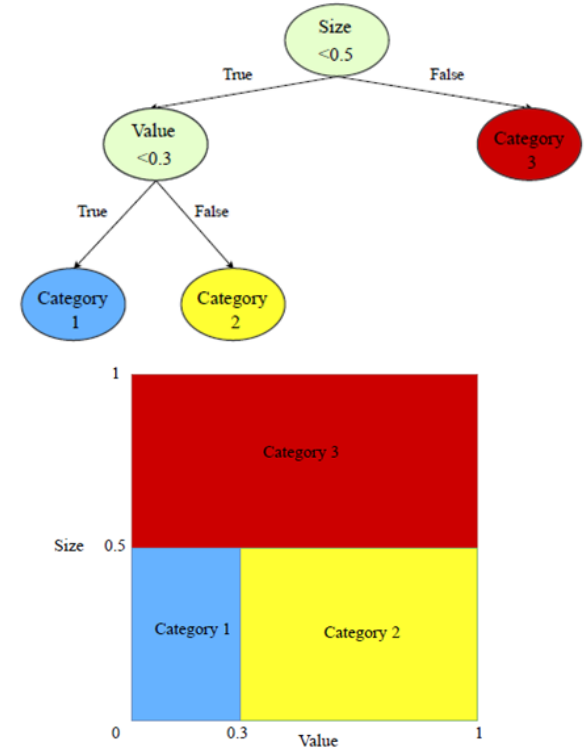 Size
<0.5
True
False
Value
<0.3
Category
3
True
False
Category
1
Category
2
1
Category 3
Size
0.5
Category 1
Category 2
0
0.3
Value
1